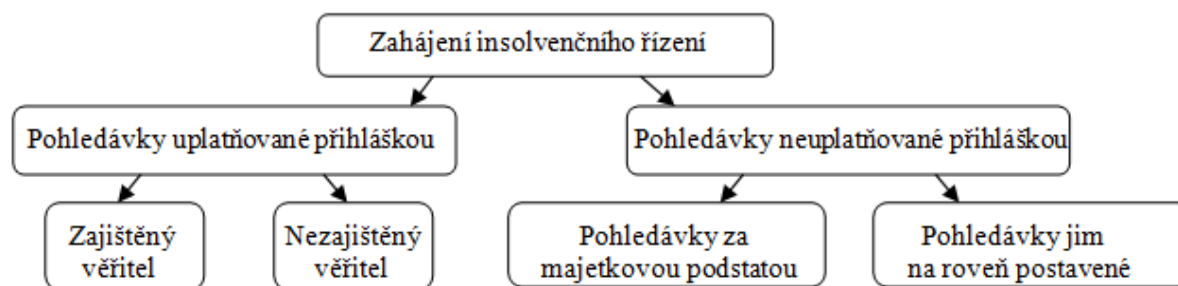 Zahájení insolvenčního řízení
Pohledávky uplatňované přihláškou
Pohledávky neuplatňované přihláškou
Zajištěný
věřitel
Nezajištěný
věřitel
Pohledávky za
majetkovou podstatou
Pohledávky jim
na roveň postavené